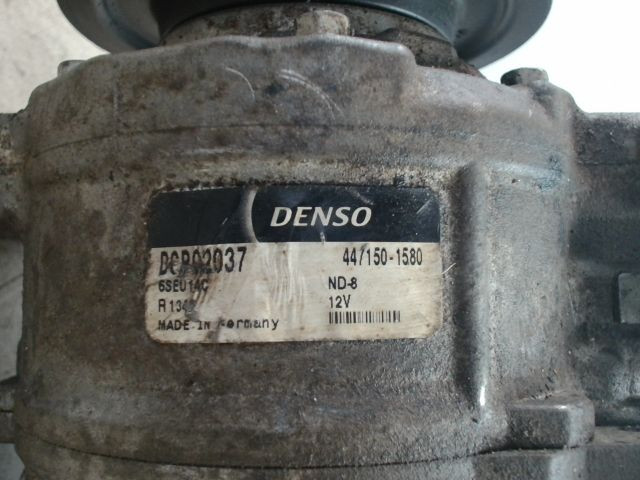 DENSO
DCP02037 447150-1580
6SEU14C ND-8
R134 12V
MADE IN Germany